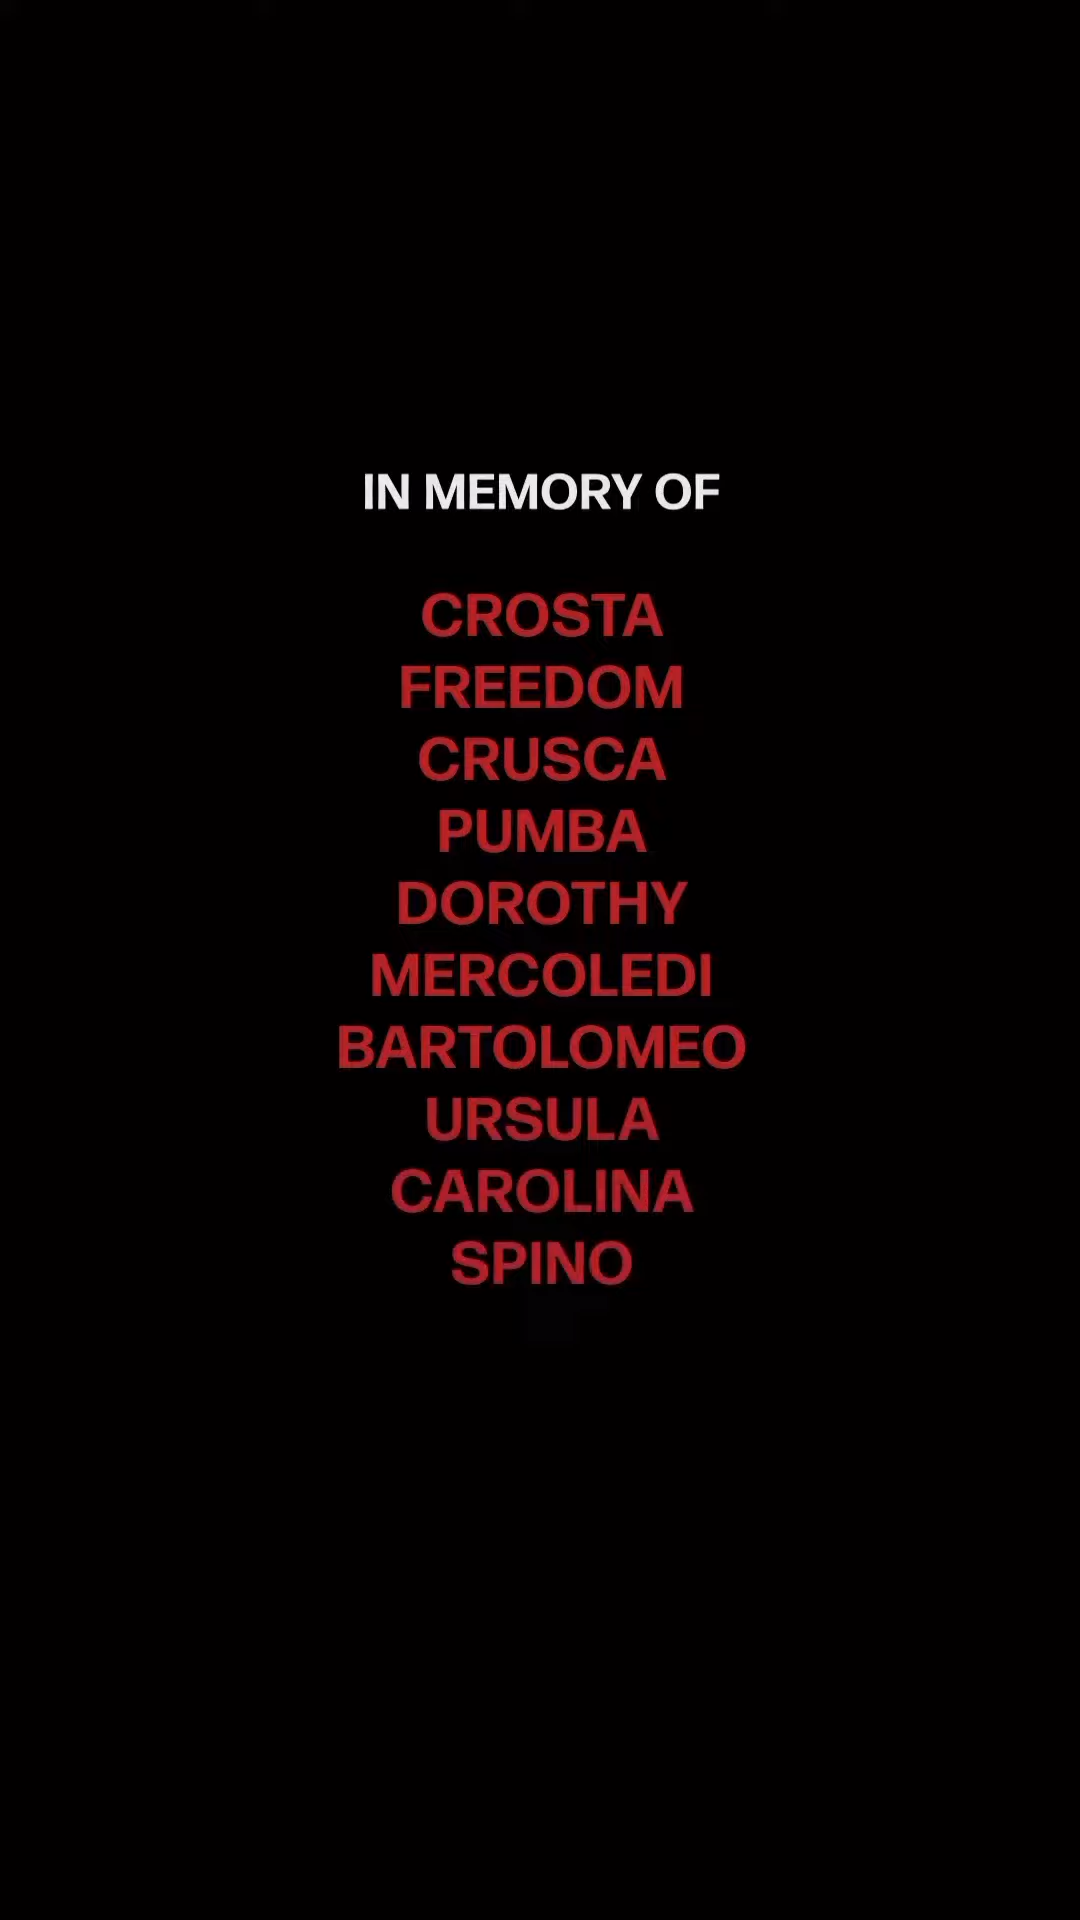 IN MEMORY OF
CROSTA
FREEDOM
CRUSCA
PUMBA
DOROTHY
MERCOLEDI
BARTOLOMEO
URSULA
CAROLINA
SPINO